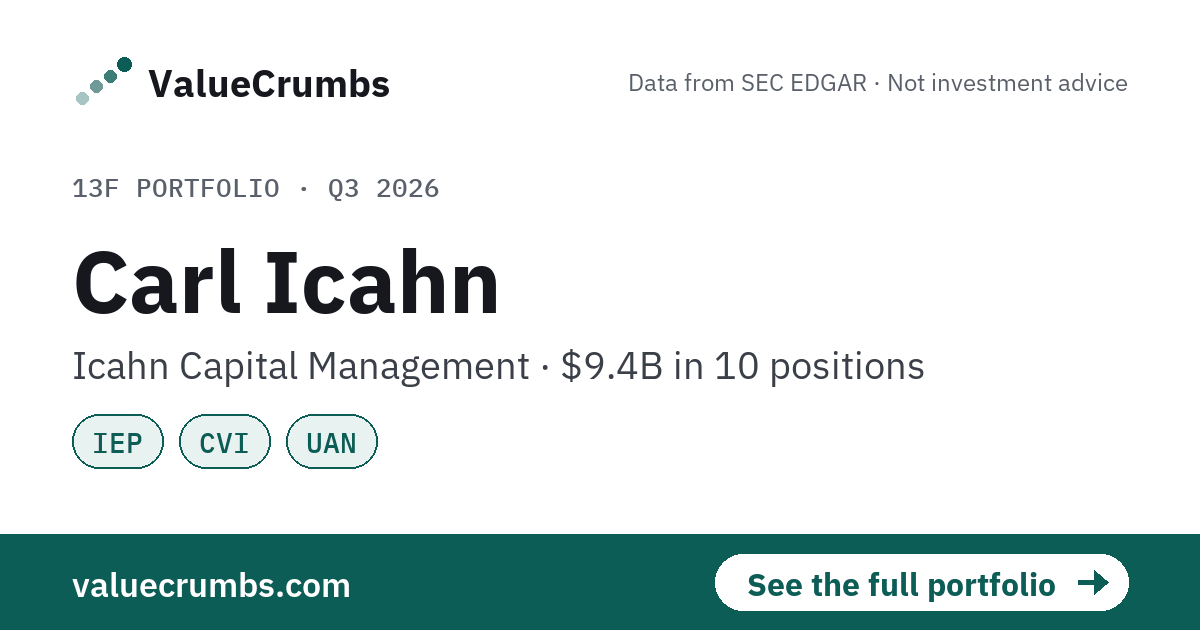 ValueCrumbs
Data from SEC EDGAR · Not investment advice
13F PORTFOLIO · Q3 2026
Carl Icahn
Icahn Capital Management · $9.4B in 10 positions
IEP CVI UAN
valuecrumbs.com
See the full portfolio →